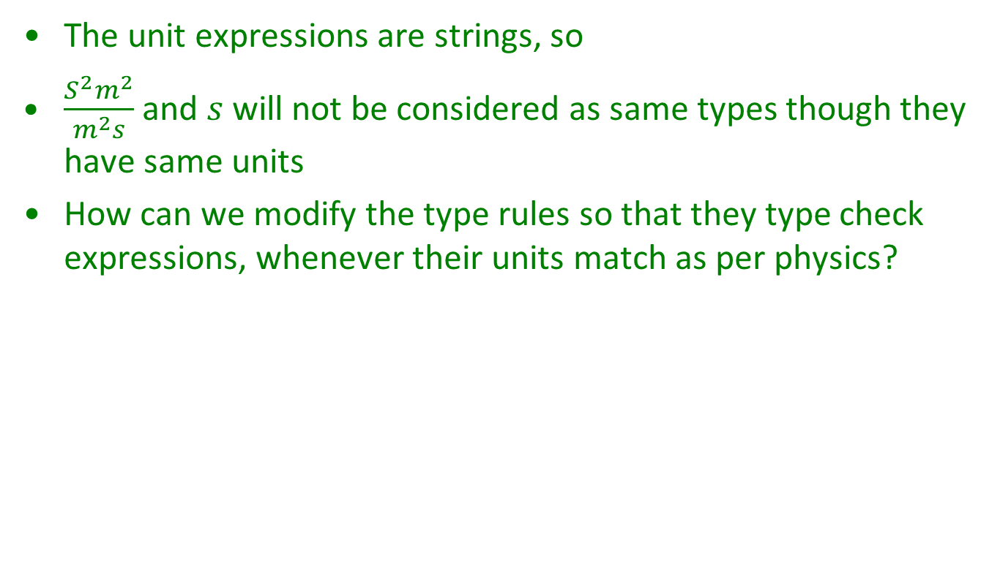 • The unit expressions are strings, so
• $\frac{S^2m^2}{m^2s}$ and $s$ will not be considered as same types though they
have same units
• How can we modify the type rules so that they type check
expressions, whenever their units match as per physics?